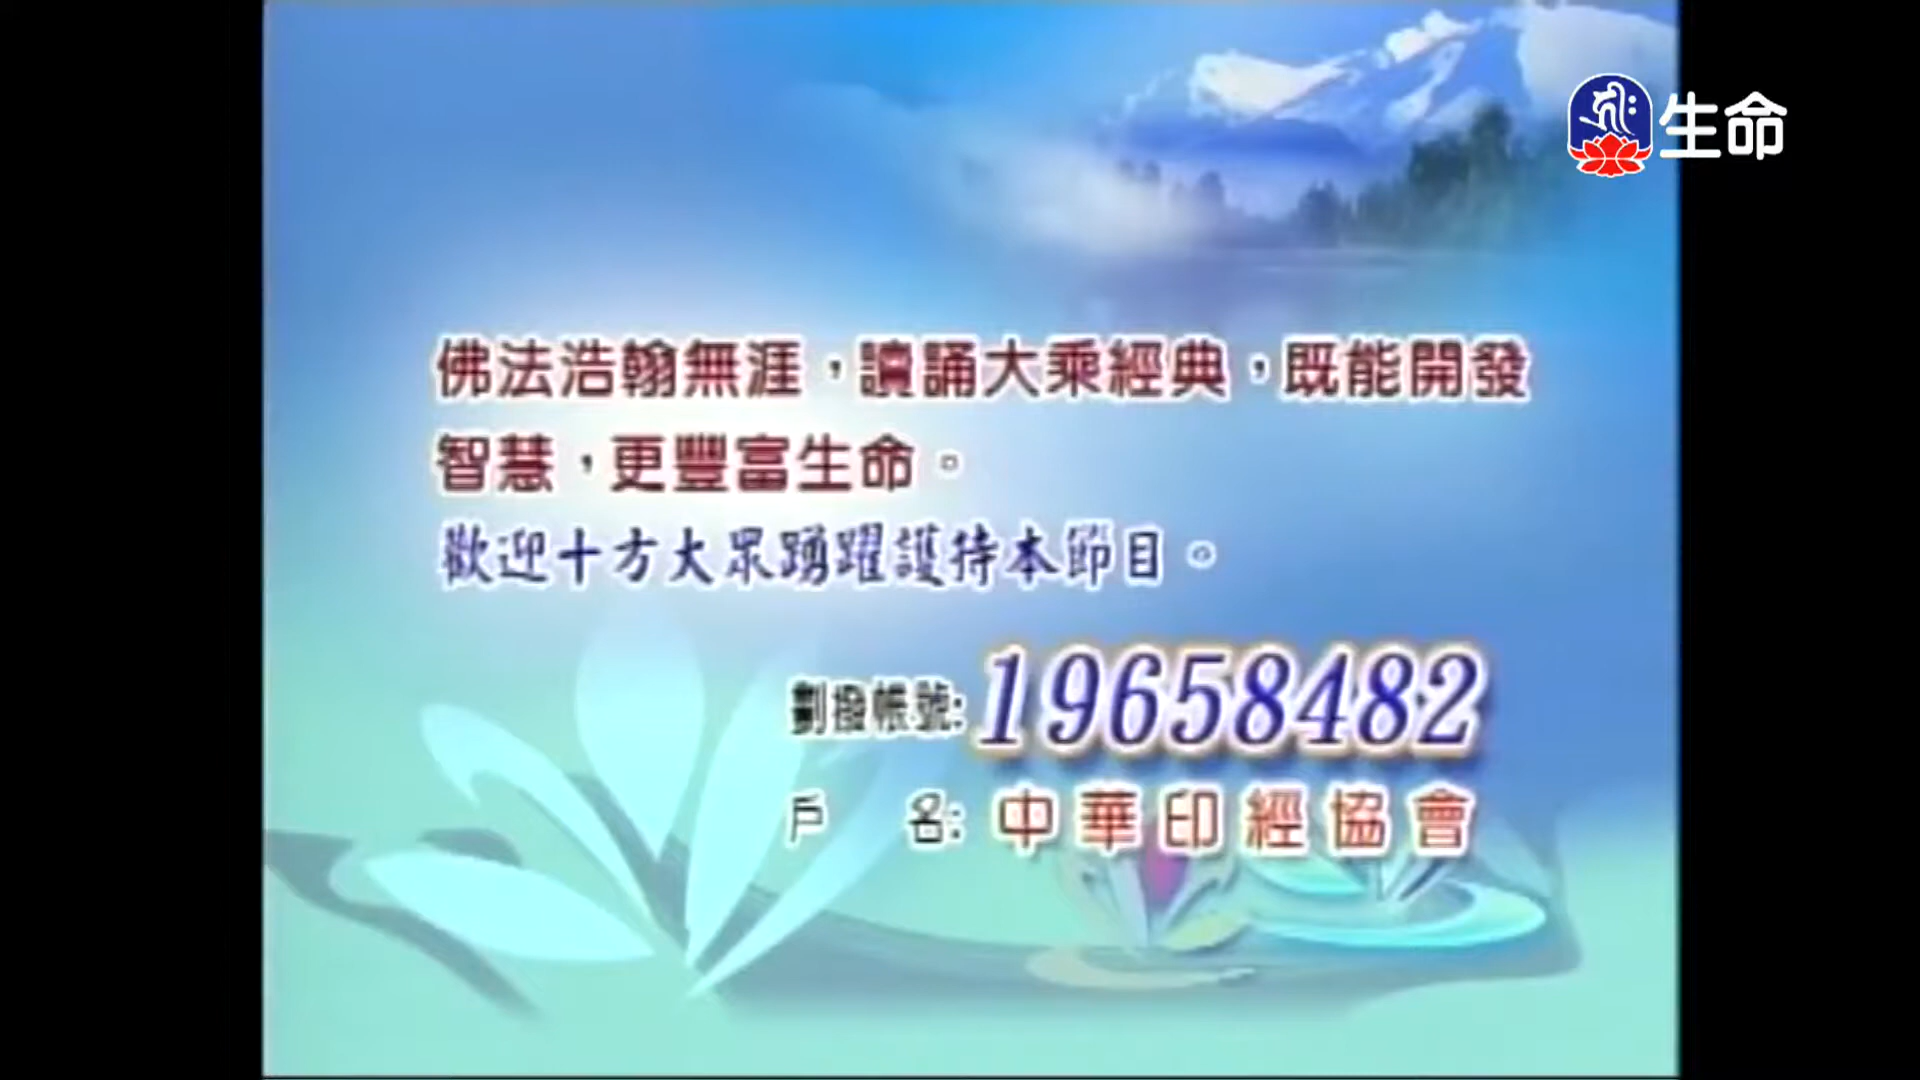 生命
佛法浩翰無涯，讀誦大乘經典，既能開發
智慧，更豐富生命。
歡迎十方大眾踴躍護持本節目。
劃撥帳號:19658482
戶 名:中華印經協會